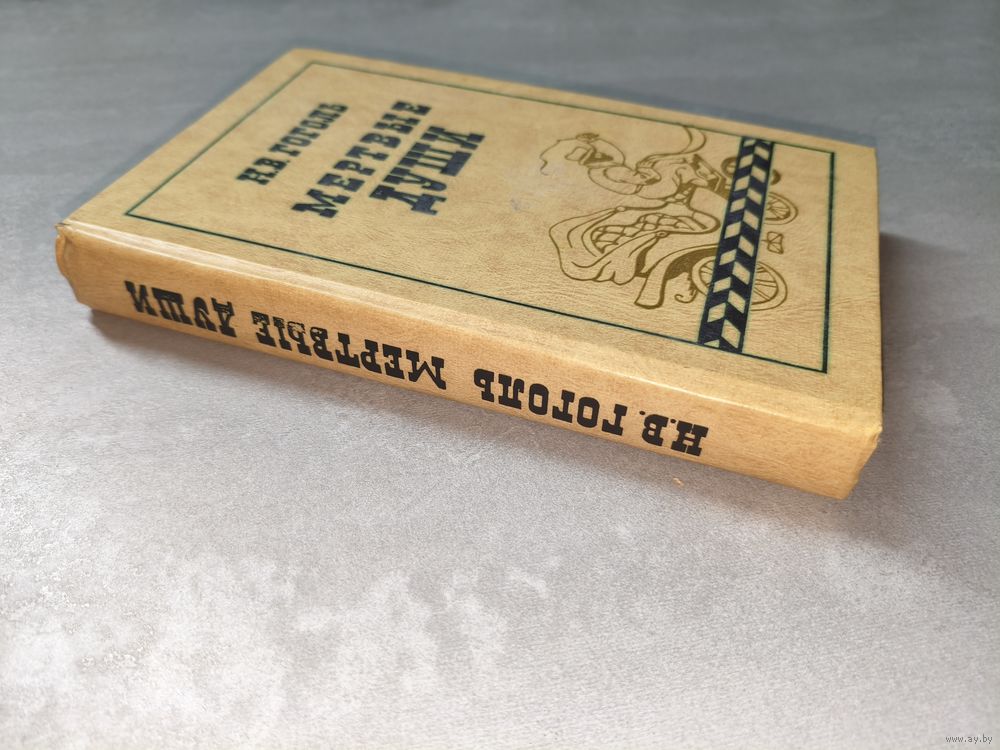 Н.В. ГОГОЛЬ
МЕРТВЫЕ
ДУШИ
Н.В. ГОГОЛЬ МЕРТВЫЕ ДУШИ
www.ay.by